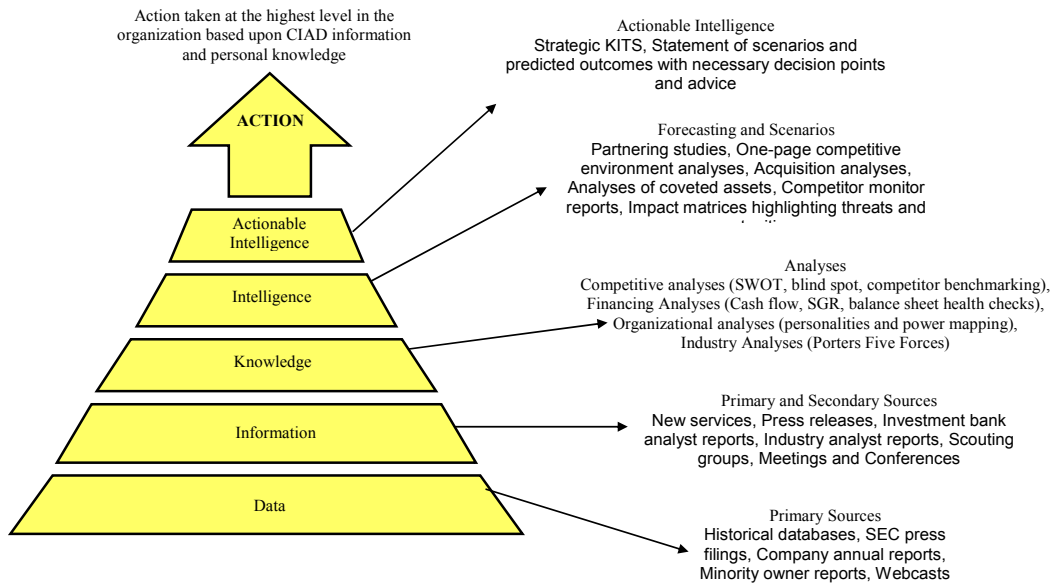 Action taken at the highest level in the
organization based upon CIAD information
and personal knowledge
ACTION
Actionable
Intelligence
Intelligence
Knowledge
Information
Data
Actionable Intelligence
Strategic KITS, Statement of scenarios and
predicted outcomes with necessary decision points
and advice
Forecasting and Scenarios
Partnering studies, One-page competitive
environment analyses, Acquisition analyses,
Analyses of coveted assets, Competitor monitor
reports, Impact matrices highlighting threats and
Analyses
Competitive analyses (SWOT, blind spot, competitor benchmarking),
Financing Analyses (Cash flow, SGR, balance sheet health checks),
Organizational analyses (personalities and power mapping),
Industry Analyses (Porters Five Forces)
Primary and Secondary Sources
New services, Press releases, Investment bank
analyst reports, Industry analyst reports, Scouting
groups, Meetings and Conferences
Primary Sources
Historical databases, SEC press
filings, Company annual reports,
Minority owner reports, Webcasts